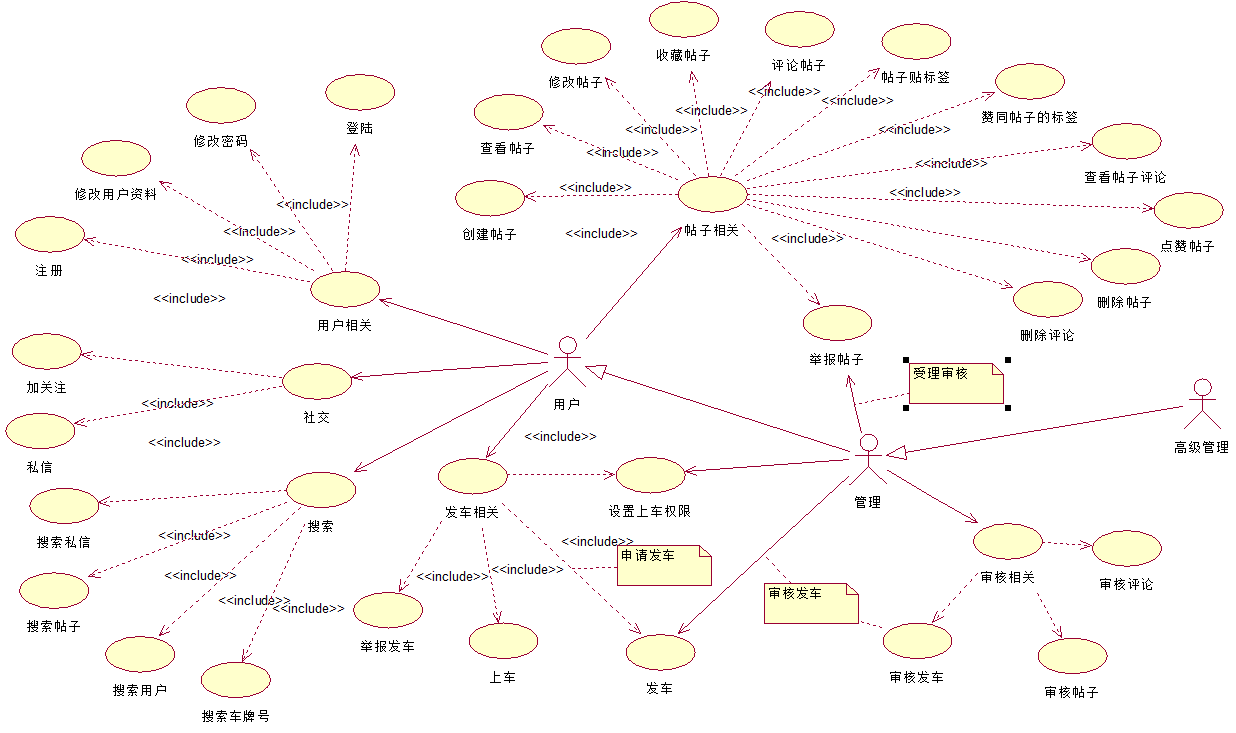 收藏帖子
评论帖子
修改帖子
帖子贴标签
<<include>>
<<include>>
<<include>>
赞同帖子的标签
登陆
修改密码
<<include>>
<<include>>
查看帖子
<<include>>
<<include>>
查看帖子评论
修改用户资料
<<include>>
<<include>>
<<include>>
创建帖子
<<include>>
帖子相关
<<include>>
<<include>>
点赞帖子
注册
<<include>>
<<include>>
用户相关
删除帖子
删除评论
举报帖子
受理审核
加关注
社交
用户
<<include>>
<<include>>
<<include>>
私信
高级管理
管理
搜索
发车相关
设置上车权限
搜索私信
<<include>>
<<include>>
申请发车
<<include>>
<<include>>
<<include>>
审核相关
审核评论
审核发车
<<include>>
<<include>>
搜索帖子
举报发车
上车
发车
审核发车
审核帖子
搜索用户
搜索车牌号